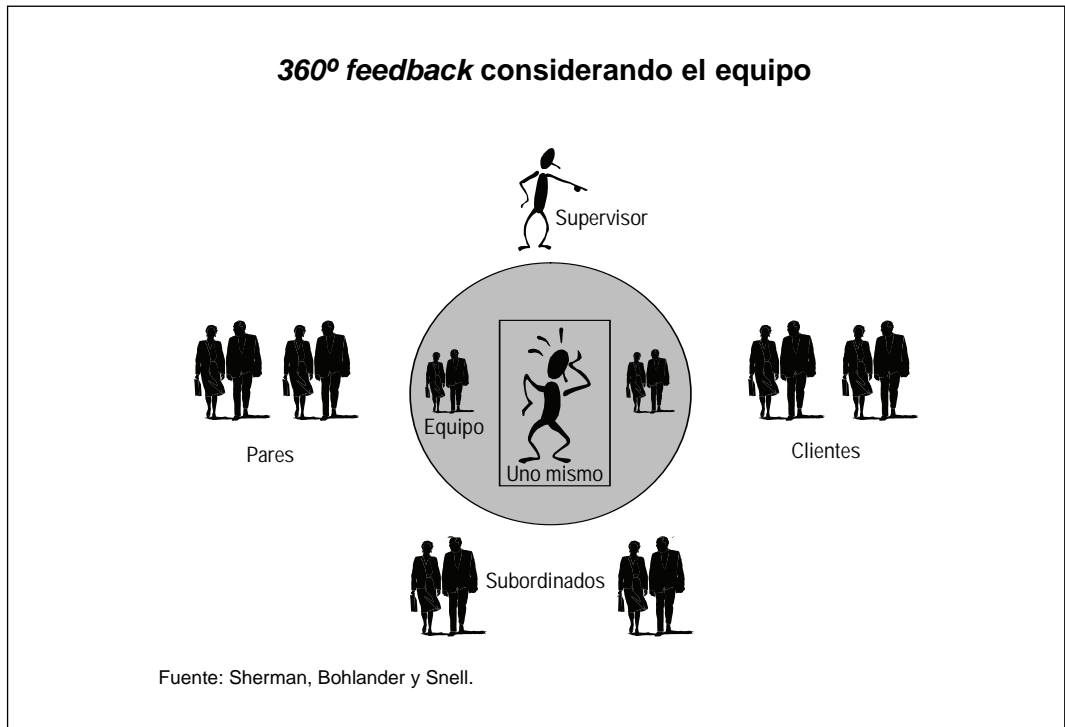 360º feedback considerando el equipo
Supervisor
Equipo
Uno mismo
Pares
Clientes
Subordinados
Fuente: Sherman, Bohlander y Snell.